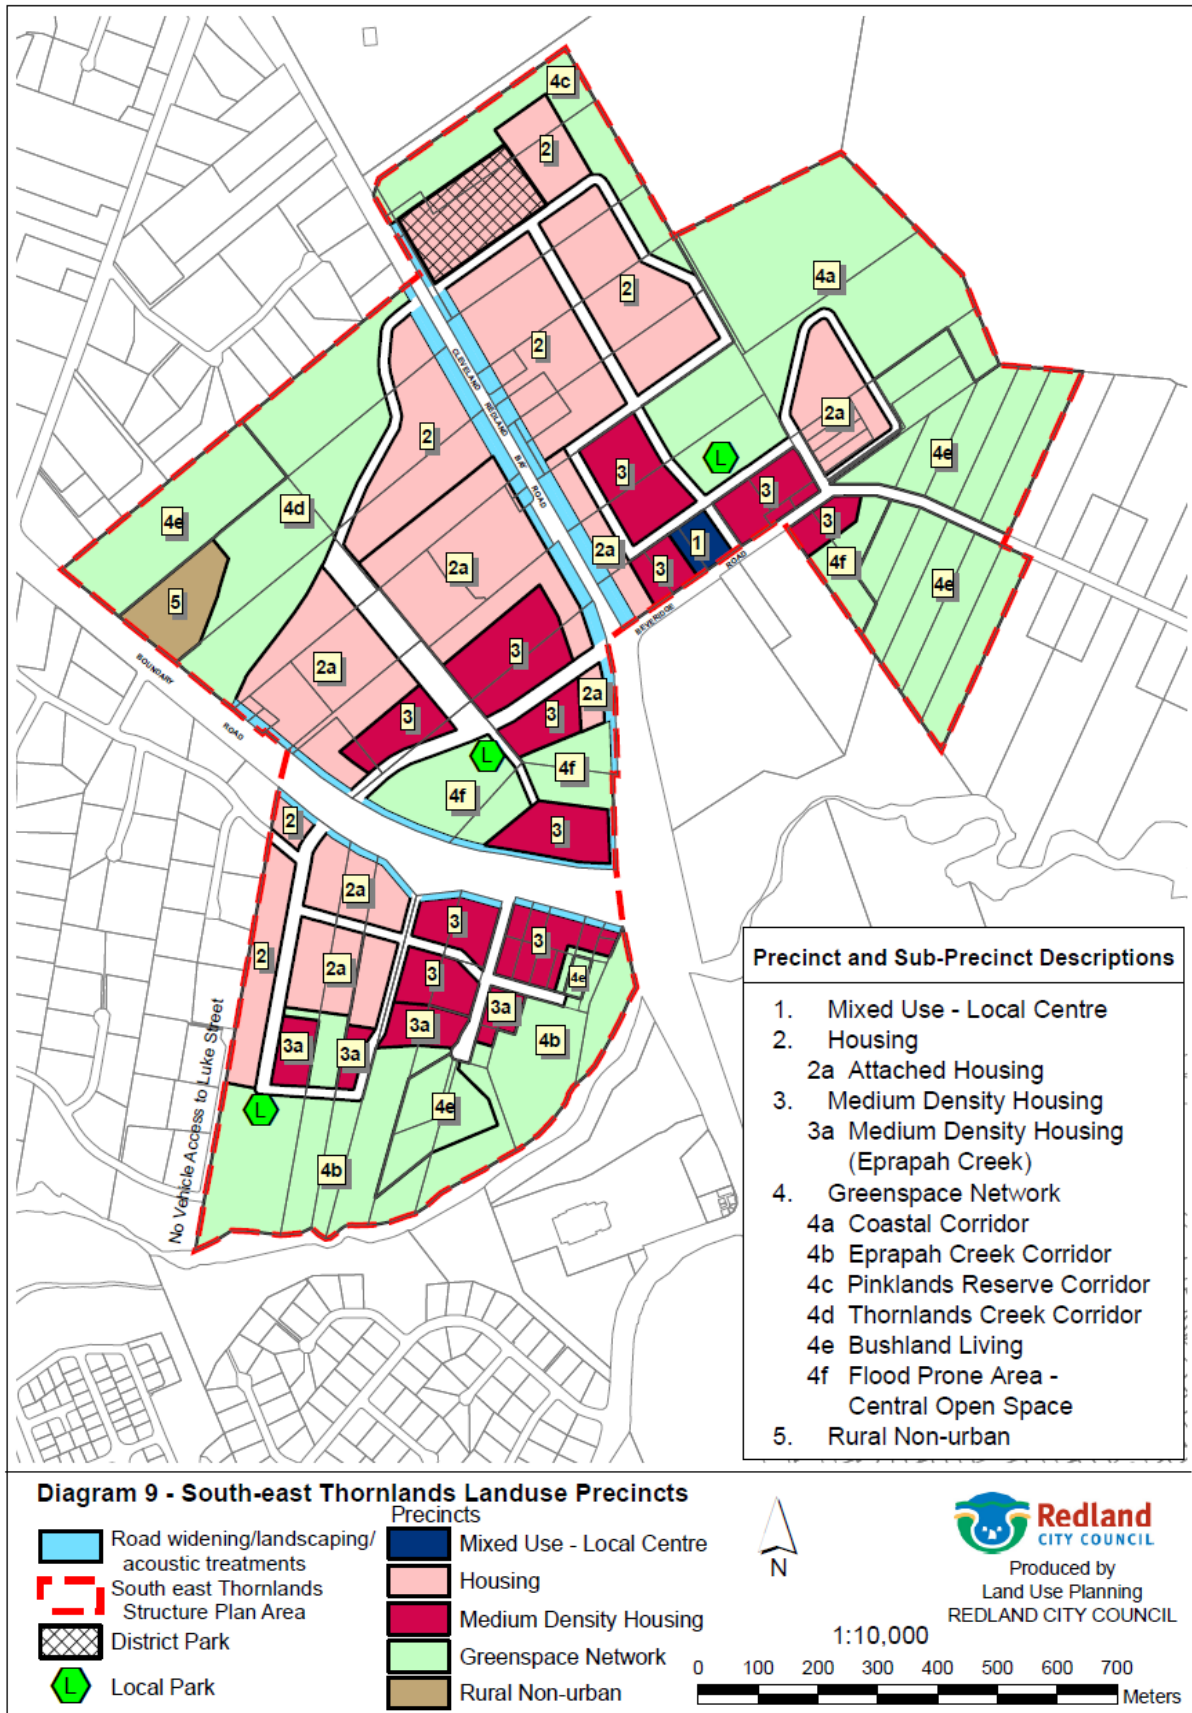 4c
2
4a
2
2
CLEVELAND REDLAND BAY ROAD
2a
2
3
L
4e
3
4d
4e
3
1
2a
3
4f
2a
3
BEVERIDGE ROAD
4e
5
3
2a
BOUNDARY ROAD
2a
3
3
L
4f
4f
2
3
2a
3
3
2
2a
3
4e
3a
3a
4b
3a
3a
4e
L
4b
No Vehicle Access to Luke Street
Precinct and Sub-Precinct Descriptions
1. Mixed Use - Local Centre
2. Housing
2a Attached Housing
3. Medium Density Housing
3a Medium Density Housing
(Eprapah Creek)
4. Greenspace Network
4a Coastal Corridor
4b Eprapah Creek Corridor
4c Pinklands Reserve Corridor
4d Thornlands Creek Corridor
4e Bushland Living
4f Flood Prone Area -
Central Open Space
5. Rural Non-urban
Diagram 9 - South-east Thornlands Landuse Precincts
Road widening/landscaping/
acoustic treatments
South east Thornlands
Structure Plan Area
District Park
L Local Park
Precincts
Mixed Use - Local Centre
Housing
Medium Density Housing
Greenspace Network
Rural Non-urban
N
Redland
CITY COUNCIL
Produced by
Land Use Planning
REDLAND CITY COUNCIL
1:10,000
0 100 200 300 400 500 600 700
Meters